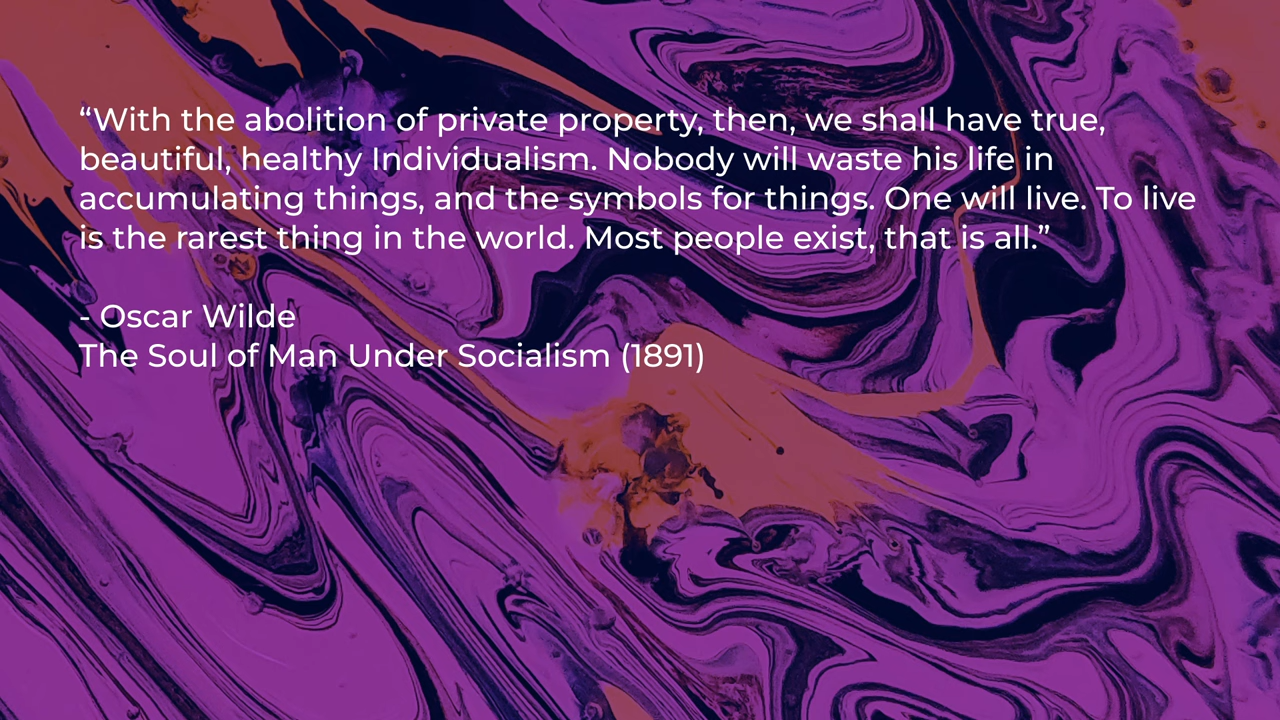 “With the abolition of private property, then, we shall have true,
beautiful, healthy Individualism. Nobody will waste his life in
accumulating things, and the symbols for things. One will live. To live
is the rarest thing in the world. Most people exist, that is all.”
- Oscar Wilde
The Soul of Man Under Socialism (1891)